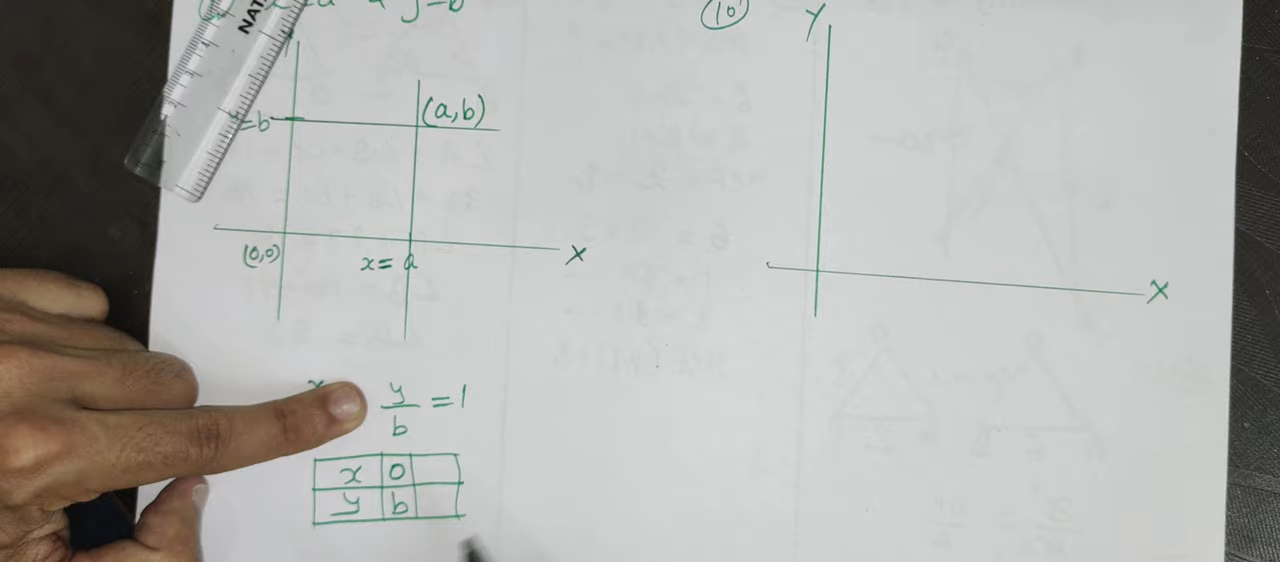 y=b
10
Y
(a,b)
=b
(0,0)
x= a
X
X
y/b =1
x 0
y b